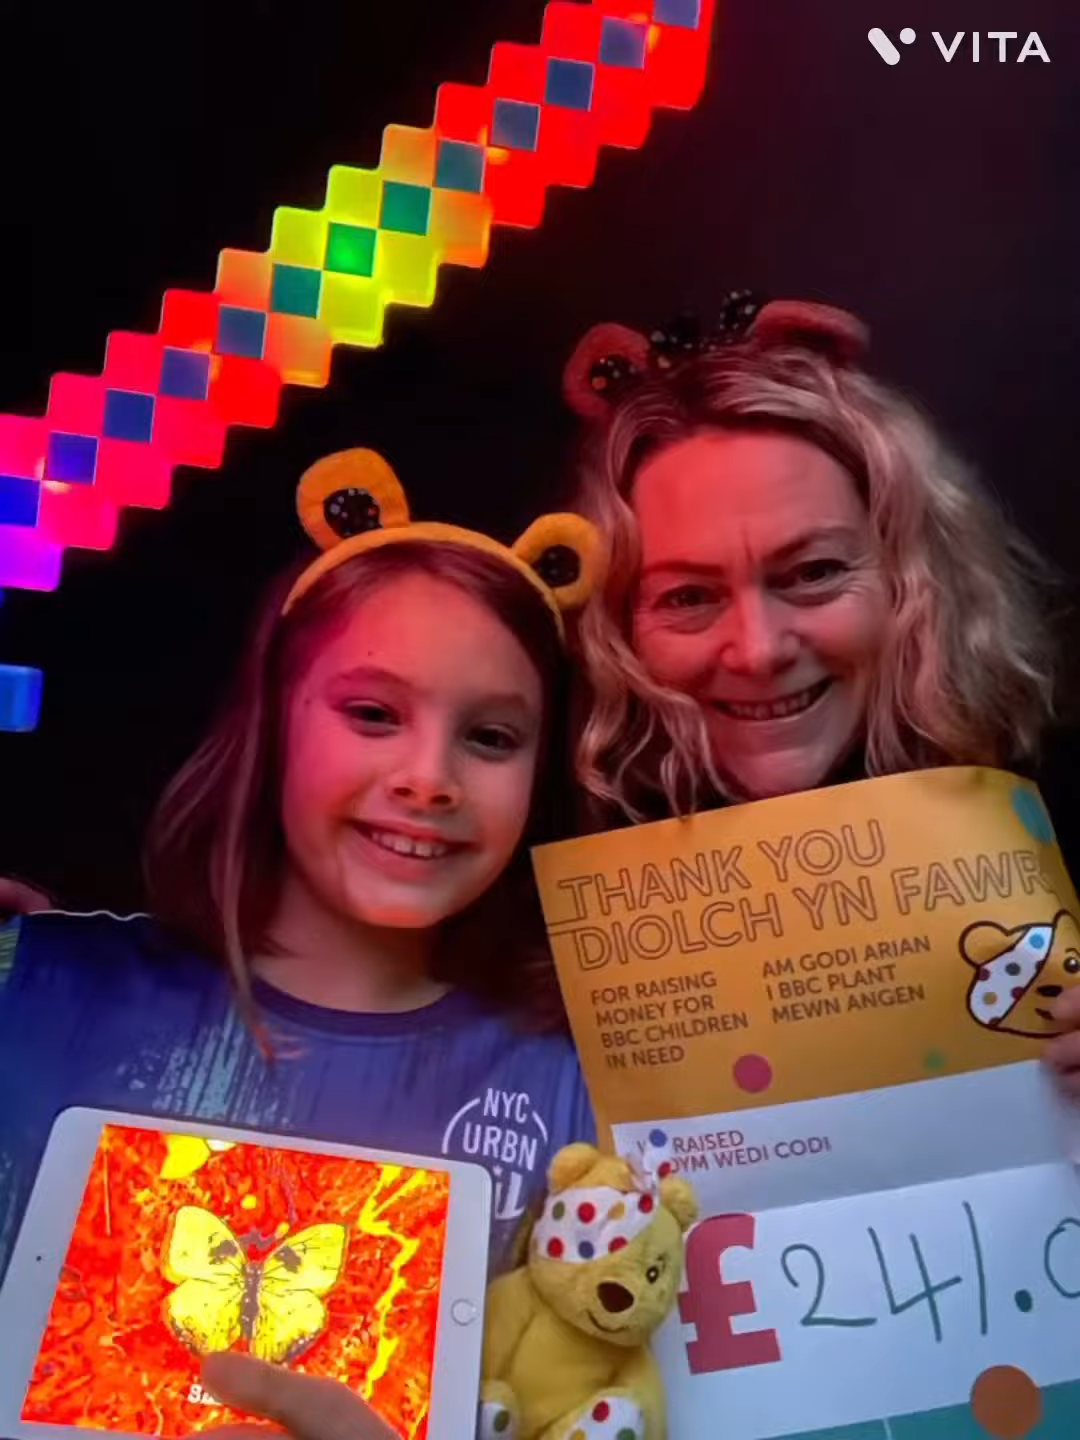 VITA
THANK YOU
DIOLCH YN FAWR
FOR RAISING
MONEY FOR
BBC CHILDREN
IN NEED
AM GODI ARIAN
I BBC PLANT
MEWN ANGEN
RAISED
WEDI CODI
£241.0
NYC
URBN